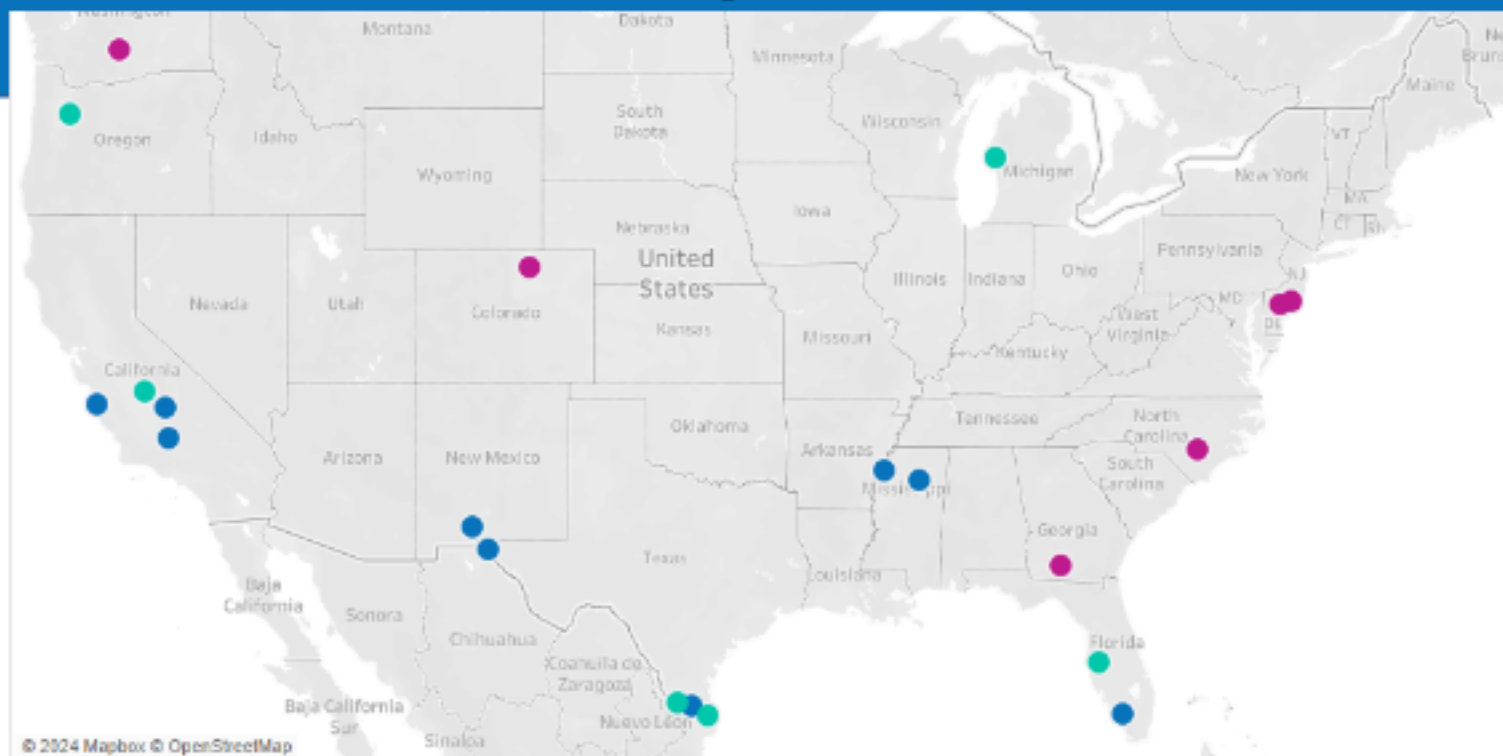 Washington
Montana
Dakota
Minnesota
Maine
Oregon
Idaho
South
Dakota
Wisconsin
VT
Wyoming
Michigan
New York
MA
Iowa
Nebraska
CT
RI
United
States
Pennsylvania
Illinois
Indiana
Ohio
NJ
MD
DE
Nevada
Utah
Colorado
Kansas
Missouri
West
Virginia
Kentucky
California
Oklahoma
Tennessee
North
Carolina
Arizona
New Mexico
Arkansas
South
Carolina
Georgia
Texas
Louisiana
Baja
California
Sonora
Chihuahua
Florida
Coahuila de
Zaragoza
Baja California
Sur
Nuevo León
Sinaloa
© 2024 Mapbox © OpenStreetMap